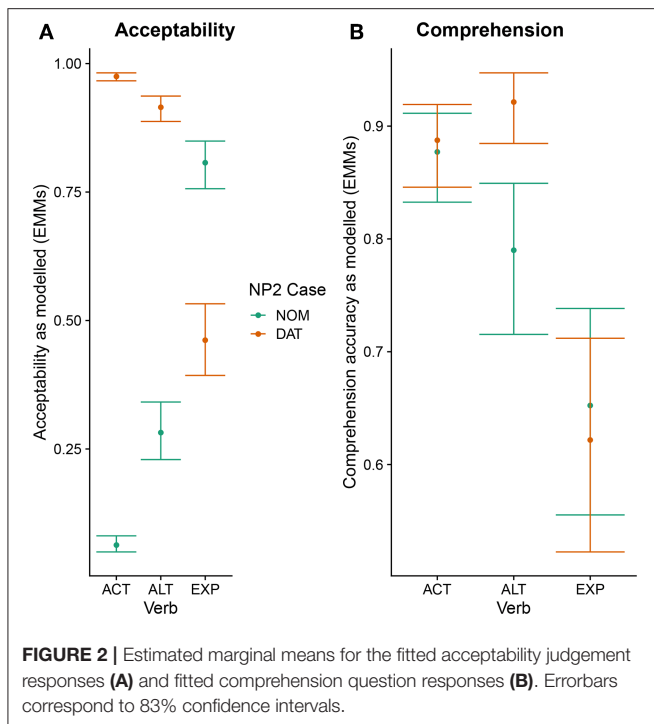 A
Acceptability
B
Comprehension
Acceptability as modelled (EMMs)
1.00
0.75
0.50
0.25
ACT ALT EXP
Verb
NP2 Case
NOM
DAT
Comprehension accuracy as modelled (EMMs)
0.9
0.8
0.7
0.6
ACT ALT EXP
Verb
FIGURE 2 | Estimated marginal means for the fitted acceptability judgement
responses (A) and fitted comprehension question responses (B). Errorbars
correspond to 83% confidence intervals.